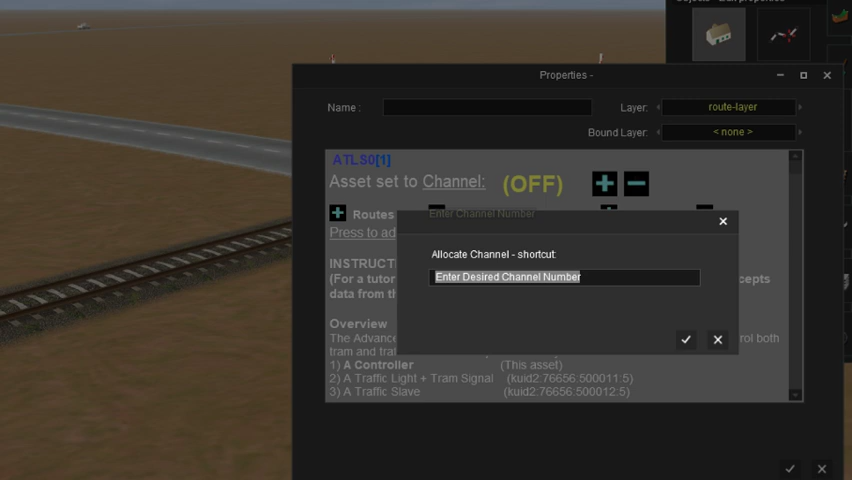 Properties -
Name :
Layer:
route-layer
Bound Layer:
< none >
ATLS0[1]
Asset set to Channel: (OFF)
Routes
Enter Channel Number
Press to ad
Allocate Channel - shortcut:
Enter Desired Channel Number
INSTRUCT
(For a tutor
cepts
data from th
Overview
The Advance
rol both
tram and traf
1) A Controller (This asset)
2) A Traffic Light + Tram Signal (kuid2:76656:500011:5)
3) A Traffic Slave (kuid2:76656:500012:5)